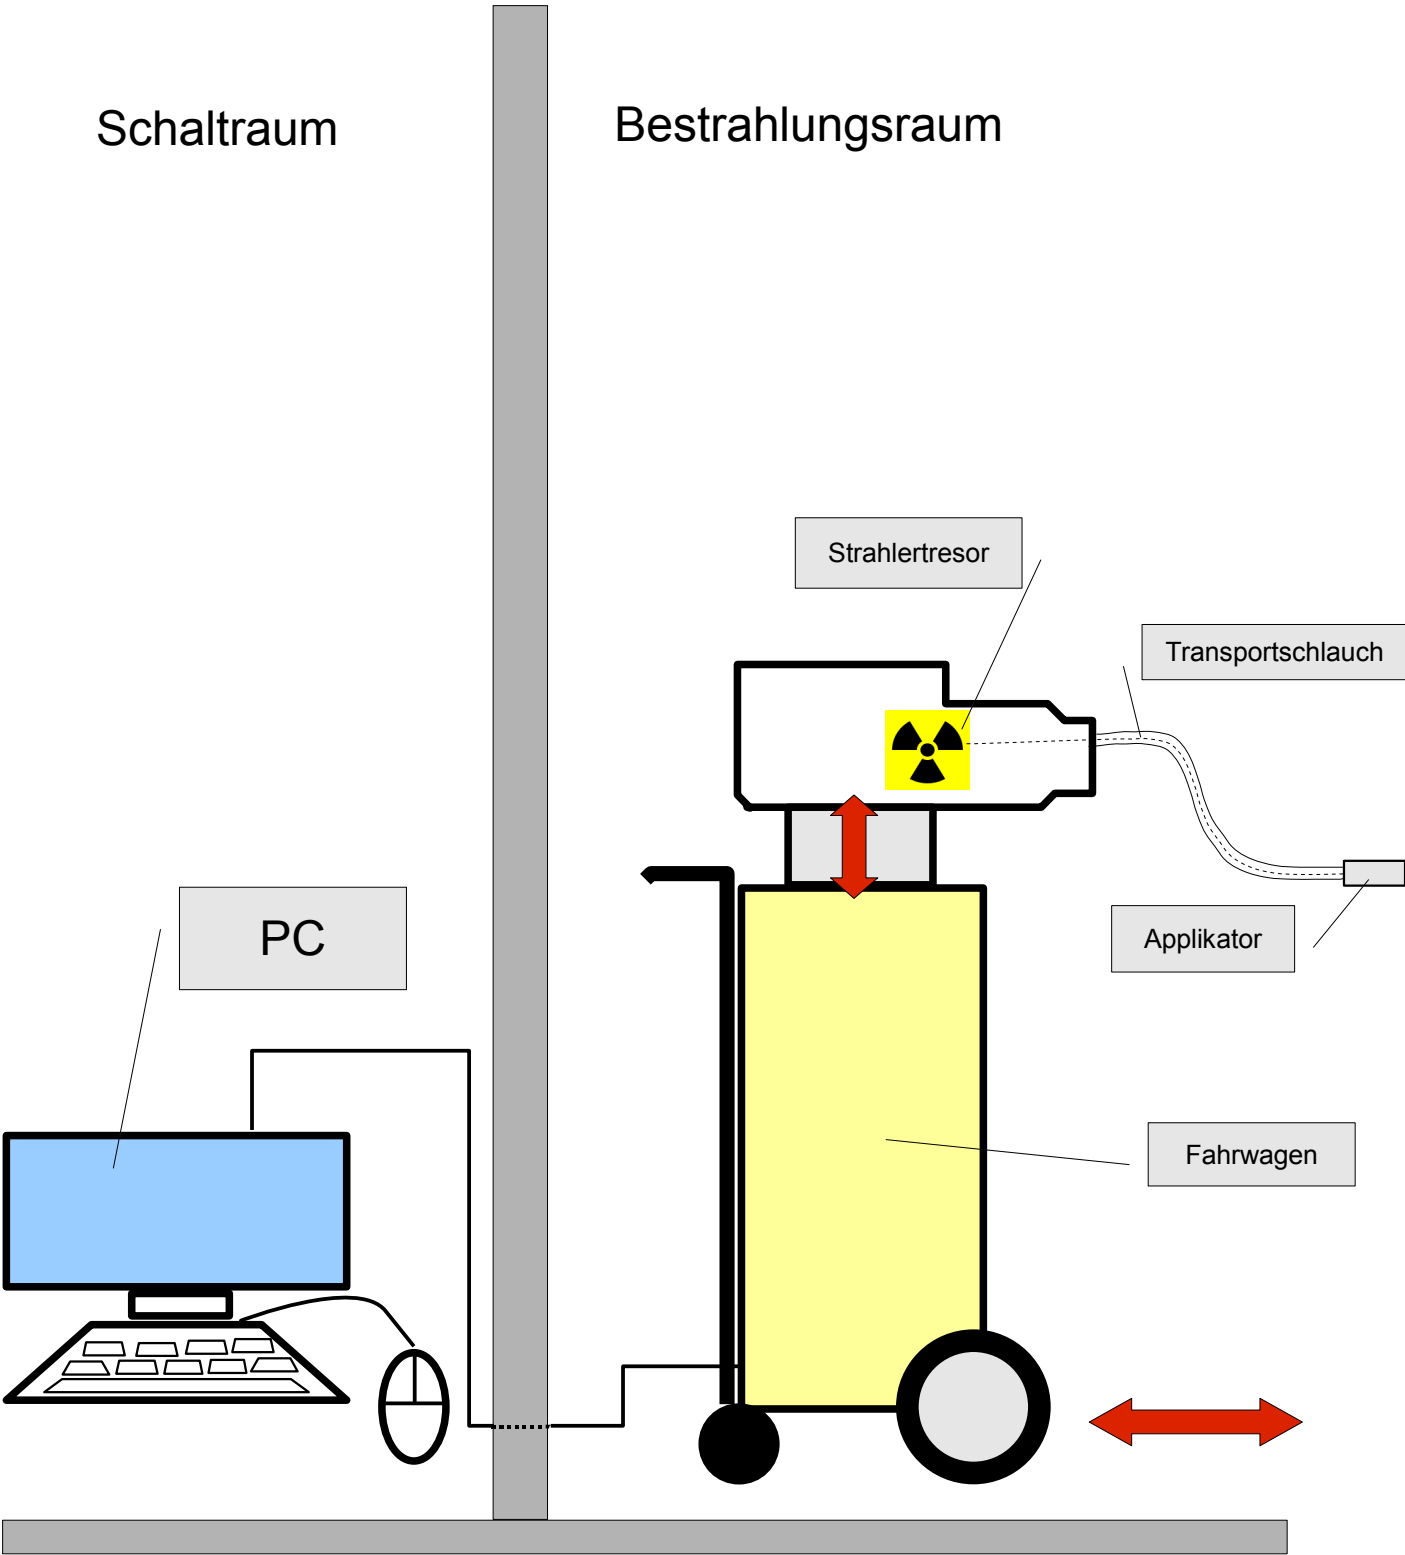 Schaltraum
Bestrahlungsraum
Strahlertresor
Transportschlauch
PC
Applikator
Fahrwagen